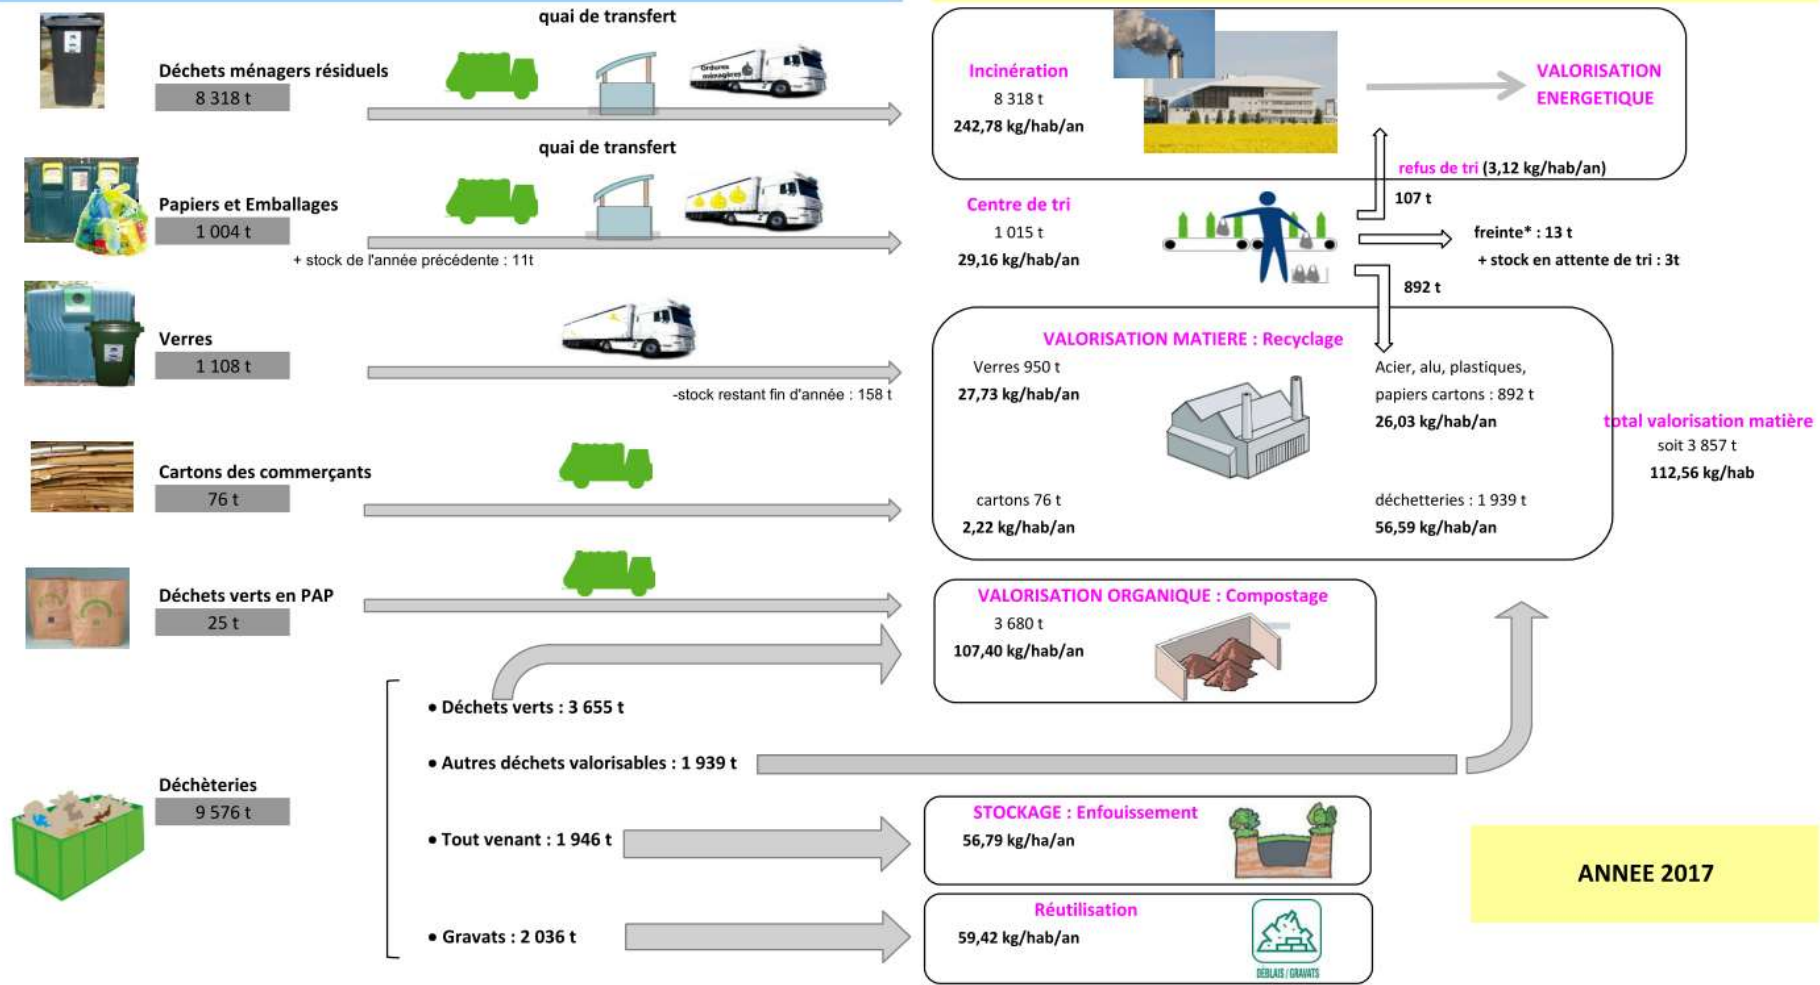 quai de transfert
Déchets ménagers résiduels
8 318 t
Ordures
ménagères
Incinération
8 318 t
242,78 kg/hab/an
VALORISATION
ENERGETIQUE
quai de transfert
Papiers et Emballages
1 004 t
+ stock de l'année précédente : 11t
Centre de tri
1 015 t
29,16 kg/hab/an
refus de tri (3,12 kg/hab/an)
107 t
freinte* : 13 t
+ stock en attente de tri : 3t
892 t
Verres
1 108 t
-stock restant fin d'année : 158 t
VALORISATION MATIERE : Recyclage
Verres 950 t
27,73 kg/hab/an
Acier, alu, plastiques,
papiers cartons : 892 t
26,03 kg/hab/an
total valorisation matière
soit 3 857 t
112,56 kg/hab
Cartons des commerçants
76 t
cartons 76 t
2,22 kg/hab/an
déchetteries : 1 939 t
56,59 kg/hab/an
Déchets verts en PAP
25 t
VALORISATION ORGANIQUE : Compostage
3 680 t
107,40 kg/hab/an
Déchèteries
9 576 t
• Déchets verts : 3 655 t
• Autres déchets valorisables : 1 939 t
• Tout venant : 1 946 t
• Gravats : 2 036 t
STOCKAGE : Enfouissement
56,79 kg/ha/an
Réutilisation
59,42 kg/hab/an
DÉBLAIS / GRAVATS
ANNEE 2017